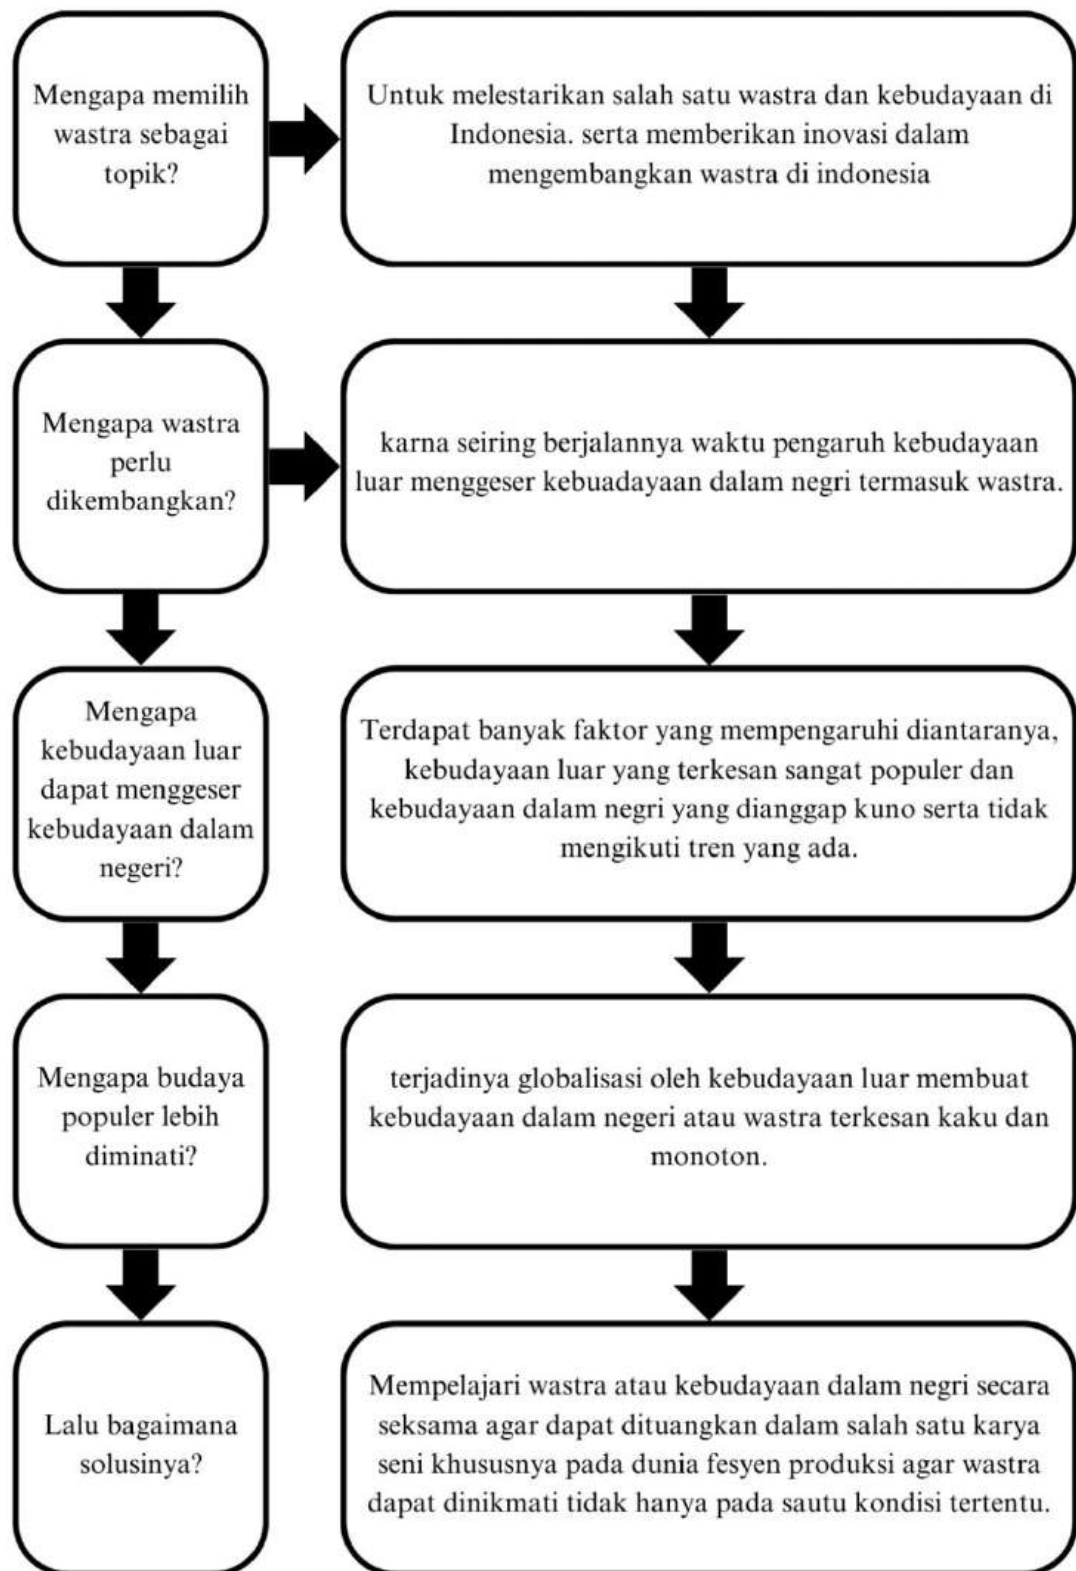 Mengapa memilih
wastra sebagai
topik?
Untuk melestarikan salah satu wastra dan kebudayaan di
Indonesia. serta memberikan inovasi dalam
mengembangkan wastra di indonesia
Mengapa wastra
perlu
dikembangkan?
karna seiring berjalannya waktu pengaruh kebudayaan
luar menggeser kebuadayaan dalam negri termasuk wastra.
Mengapa
kebudayaan luar
dapat menggeser
kebudayaan dalam
negeri?
Terdapat banyak faktor yang mempengaruhi diantaranya,
kebudayaan luar yang terkesan sangat populer dan
kebudayaan dalam negri yang dianggap kuno serta tidak
mengikuti tren yang ada.
Mengapa budaya
populer lebih
diminati?
terjadinya globalisasi oleh kebudayaan luar membuat
kebudayaan dalam negeri atau wastra terkesan kaku dan
monoton.
Lalu bagaimana
solusinya?
Mempelajari wastra atau kebudayaan dalam negri secara
seksama agar dapat dituangkan dalam salah satu karya
seni khususnya pada dunia fesyen produksi agar wastra
dapat dinikmati tidak hanya pada sautu kondisi tertentu.